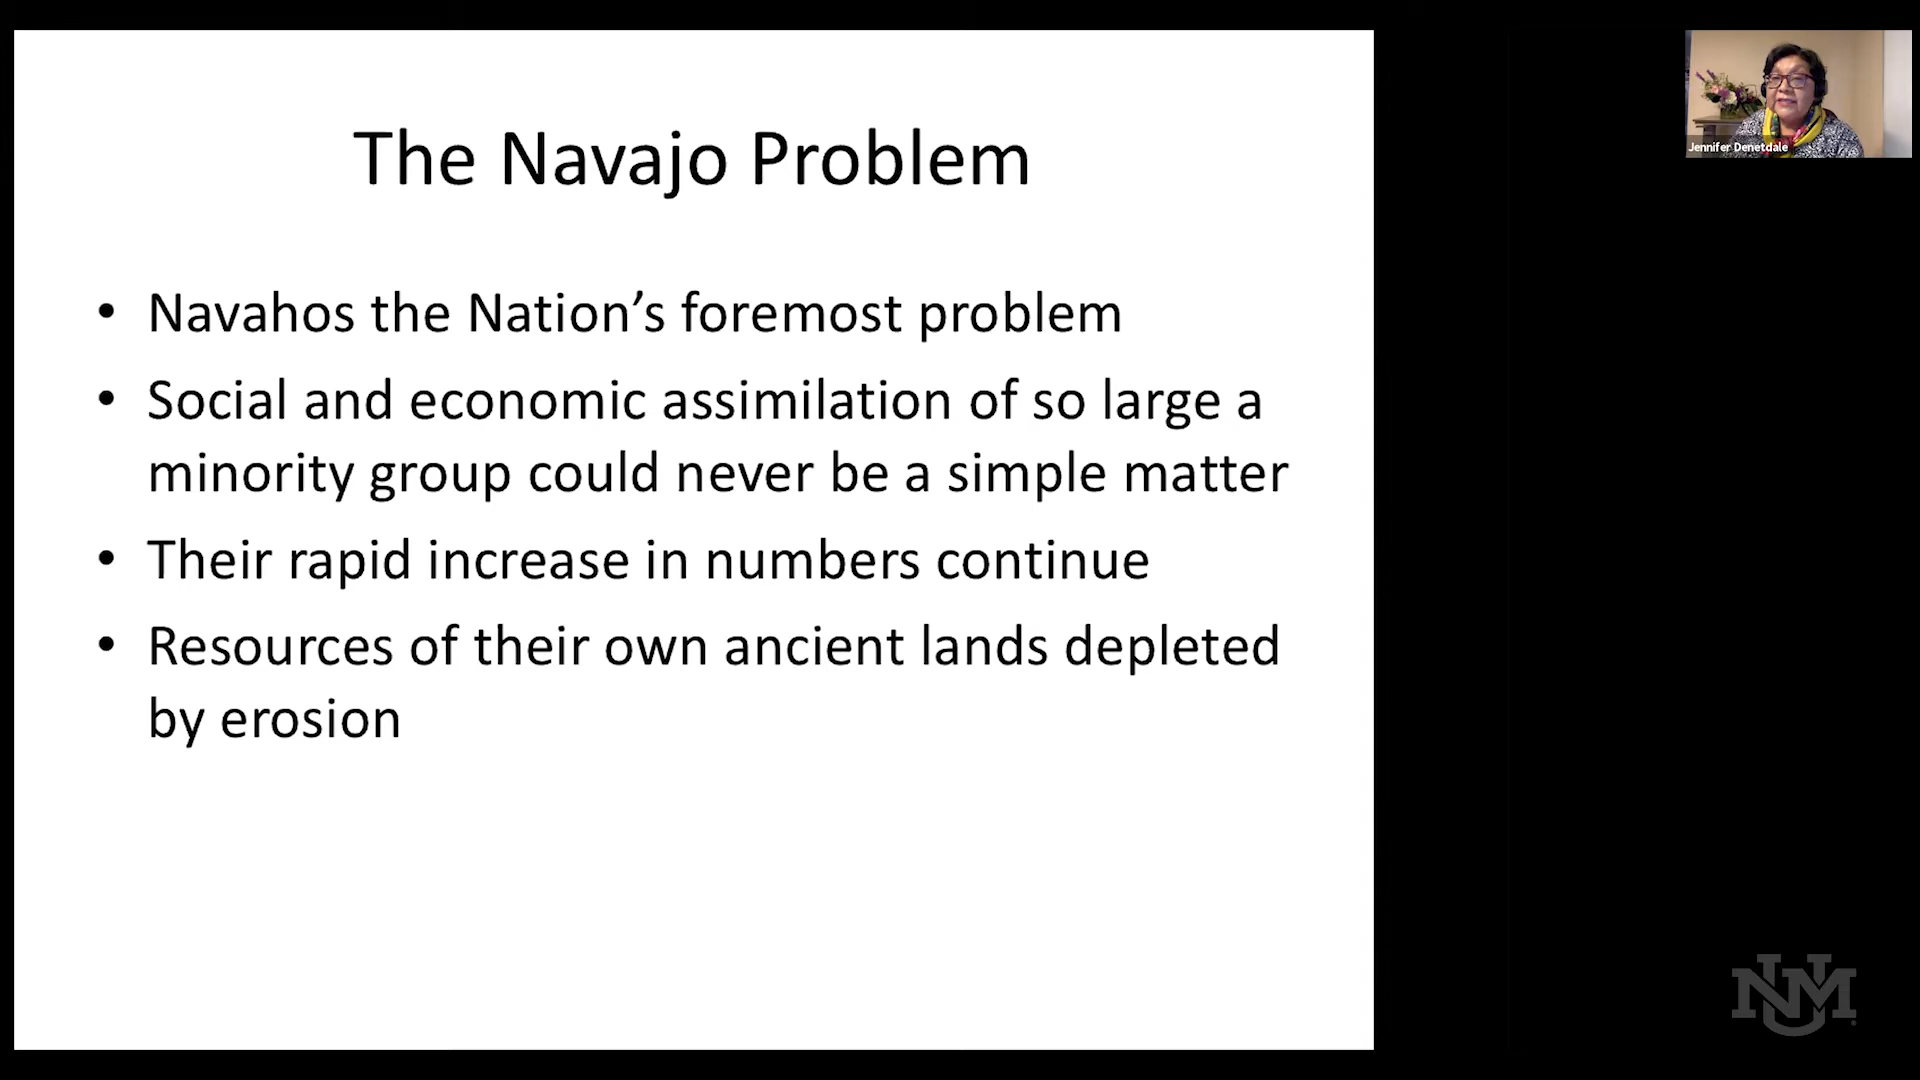 The Navajo Problem
• Navahos the Nation’s foremost problem
• Social and economic assimilation of so large a
minority group could never be a simple matter
• Their rapid increase in numbers continue
• Resources of their own ancient lands depleted
by erosion
Jennifer Denetdale
UNM